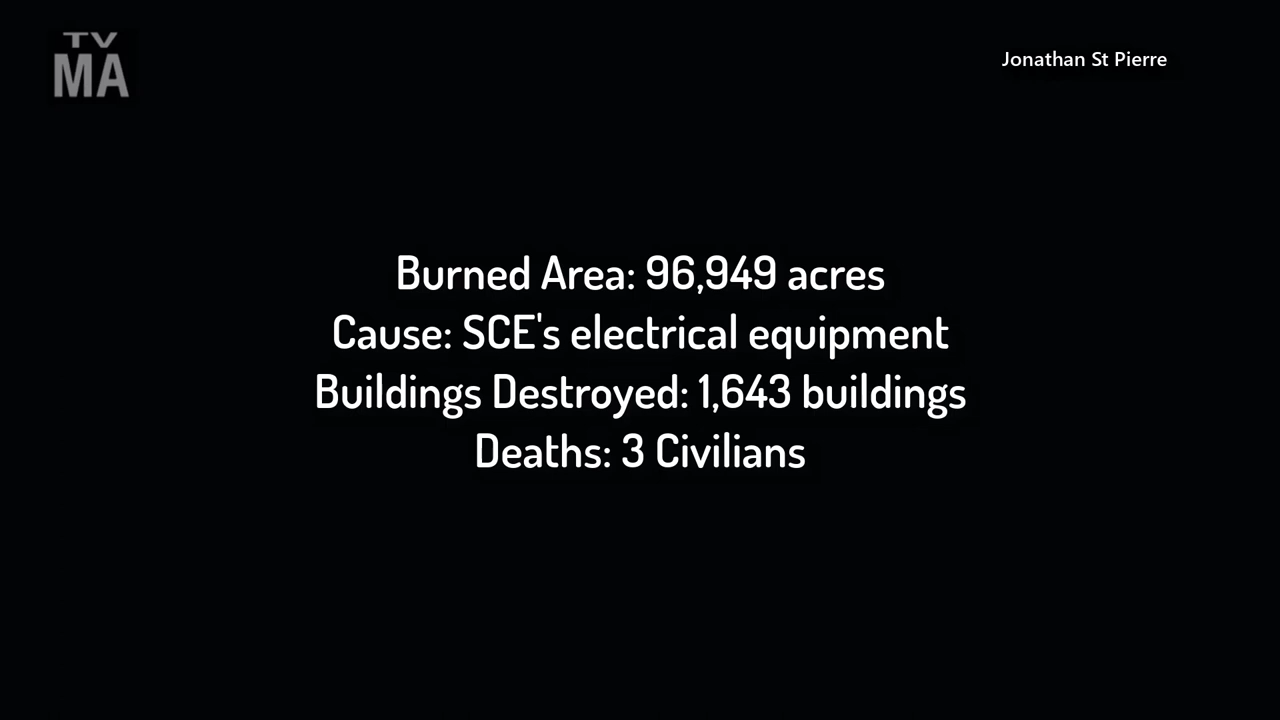 TV
MA
Jonathan St Pierre
Burned Area: 96,949 acres
Cause: SCE's electrical equipment
Buildings Destroyed: 1,643 buildings
Deaths: 3 Civilians